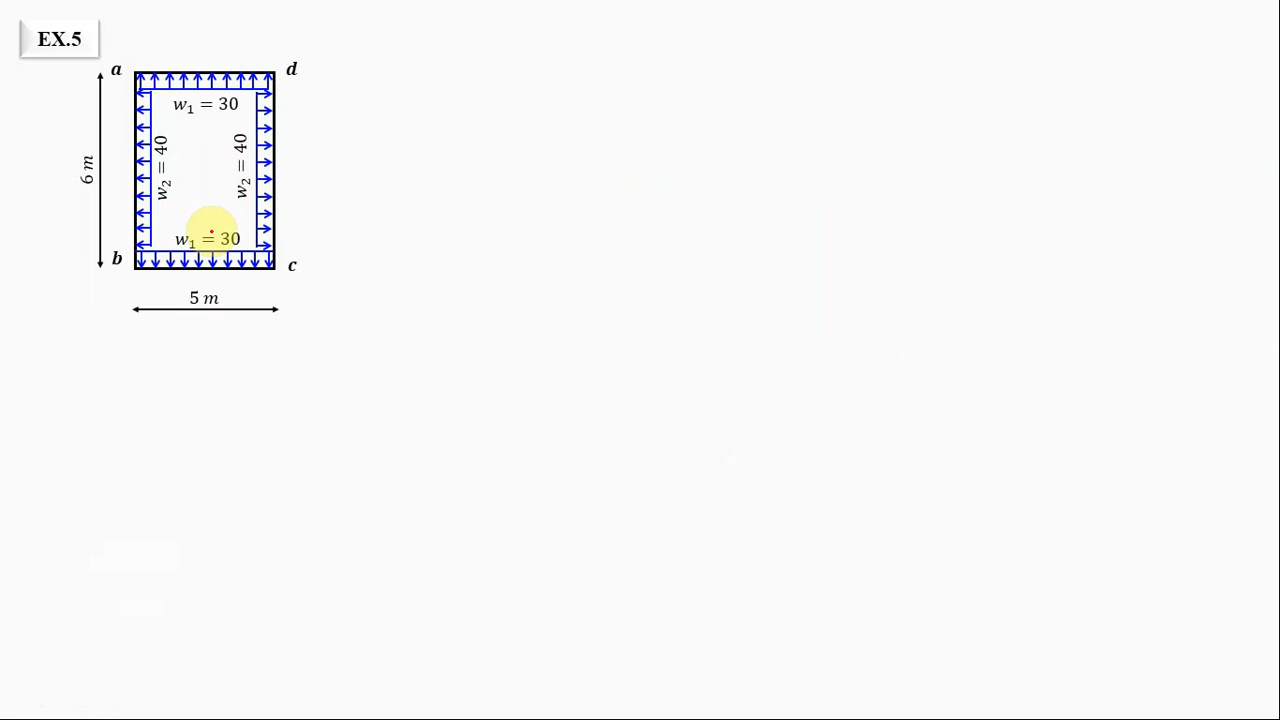 EX.5
a
d
w₁ = 30
6 m
w₂ = 40
w₂ = 40
w₁ = 30
b
c
5 m